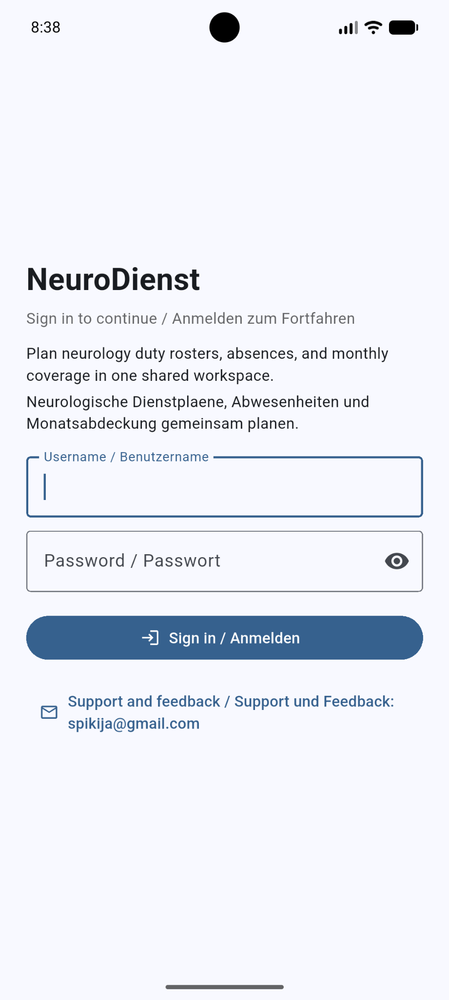 8:38
NeuroDienst
Sign in to continue / Anmelden zum Fortfahren
Plan neurology duty rosters, absences, and monthly
coverage in one shared workspace.
Neurologische Dienstplaene, Abwesenheiten und
Monatsabdeckung gemeinsam planen.
Username / Benutzername
Password / Passwort
Sign in / Anmelden
Support and feedback / Support und Feedback:
spikija@gmail.com